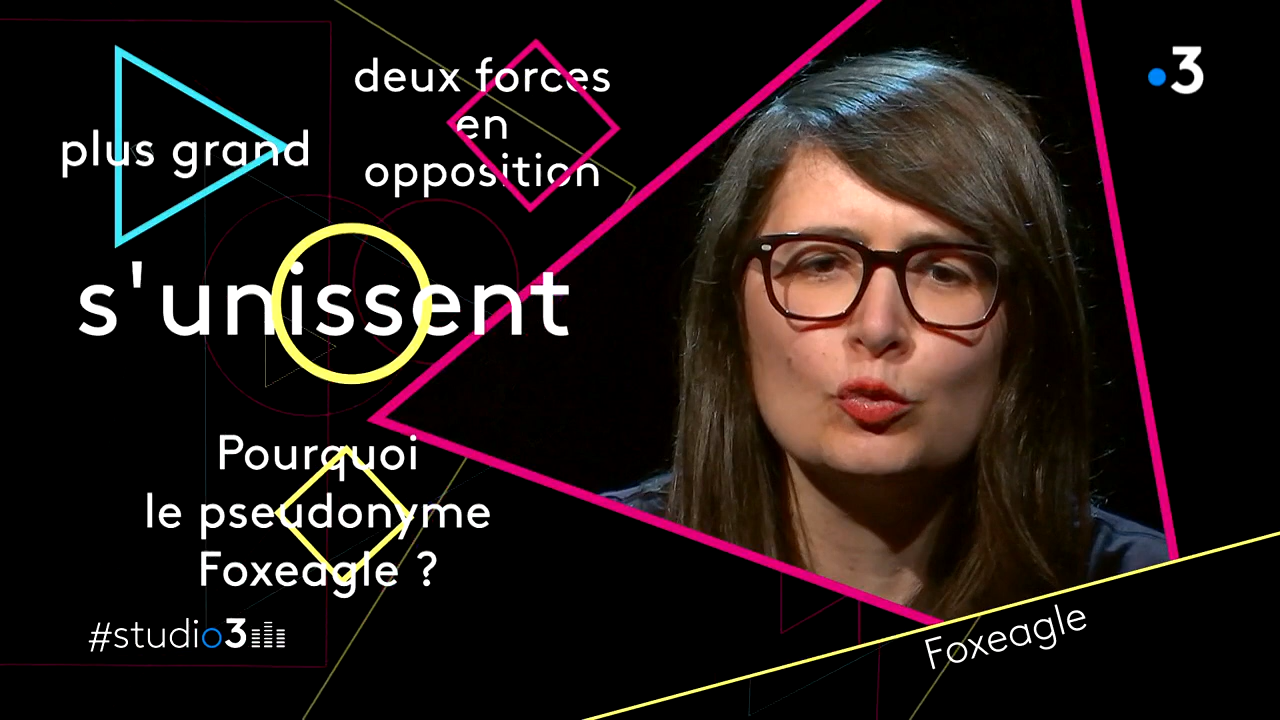 plus grand
deux forces
en
opposition
s'unissent
Pourquoi
le pseudonyme
Foxeagle ?
#studio3
Foxeagle
3